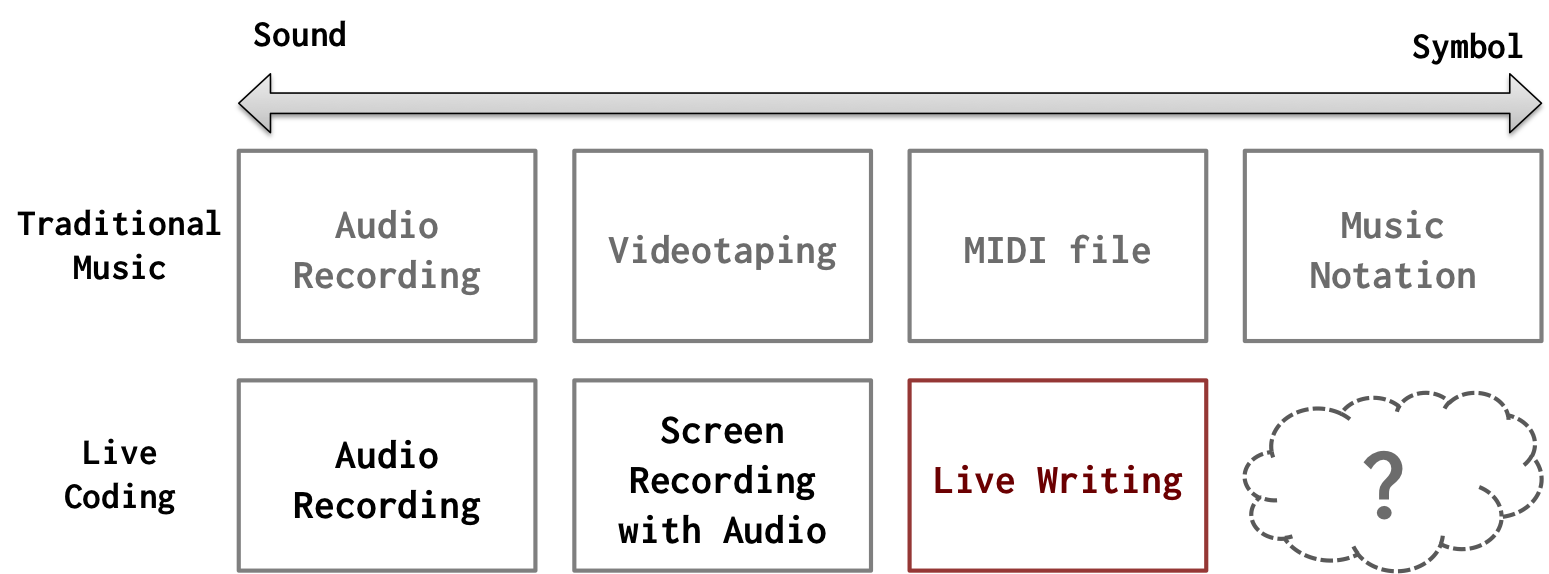 Sound
Symbol
Traditional
Music
Audio
Recording
Videotaping
MIDI file
Music
Notation
Live
Coding
Audio
Recording
Screen
Recording
with Audio
Live Writing
?